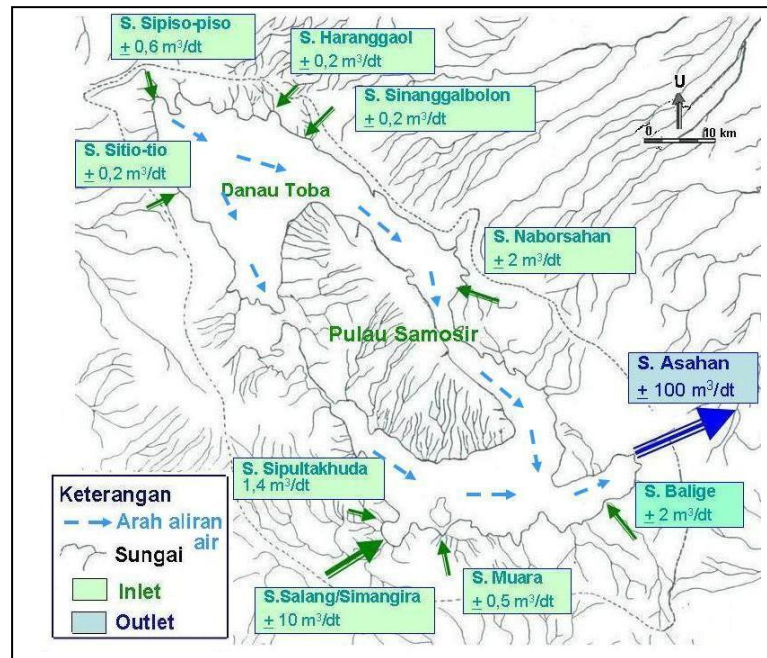 S. Sipiso-piso
± 0,6 m³/dt
S. Haranggaol
± 0,2 m³/dt
S. Sinanggalbolon
± 0,2 m³/dt
U
0 10 km
S. Sitio-tio
± 0,2 m³/dt
Danau Toba
S. Naborsahan
± 2 m³/dt
Pulau Samosir
S. Asahan
± 100 m³/dt
S. Sipultakhuda
1,4 m³/dt
S. Balige
± 2 m³/dt
S.Salang/Simangira
± 10 m³/dt
S. Muara
± 0,5 m³/dt
Keterangan
Arah aliran
air
Sungai
Inlet
Outlet